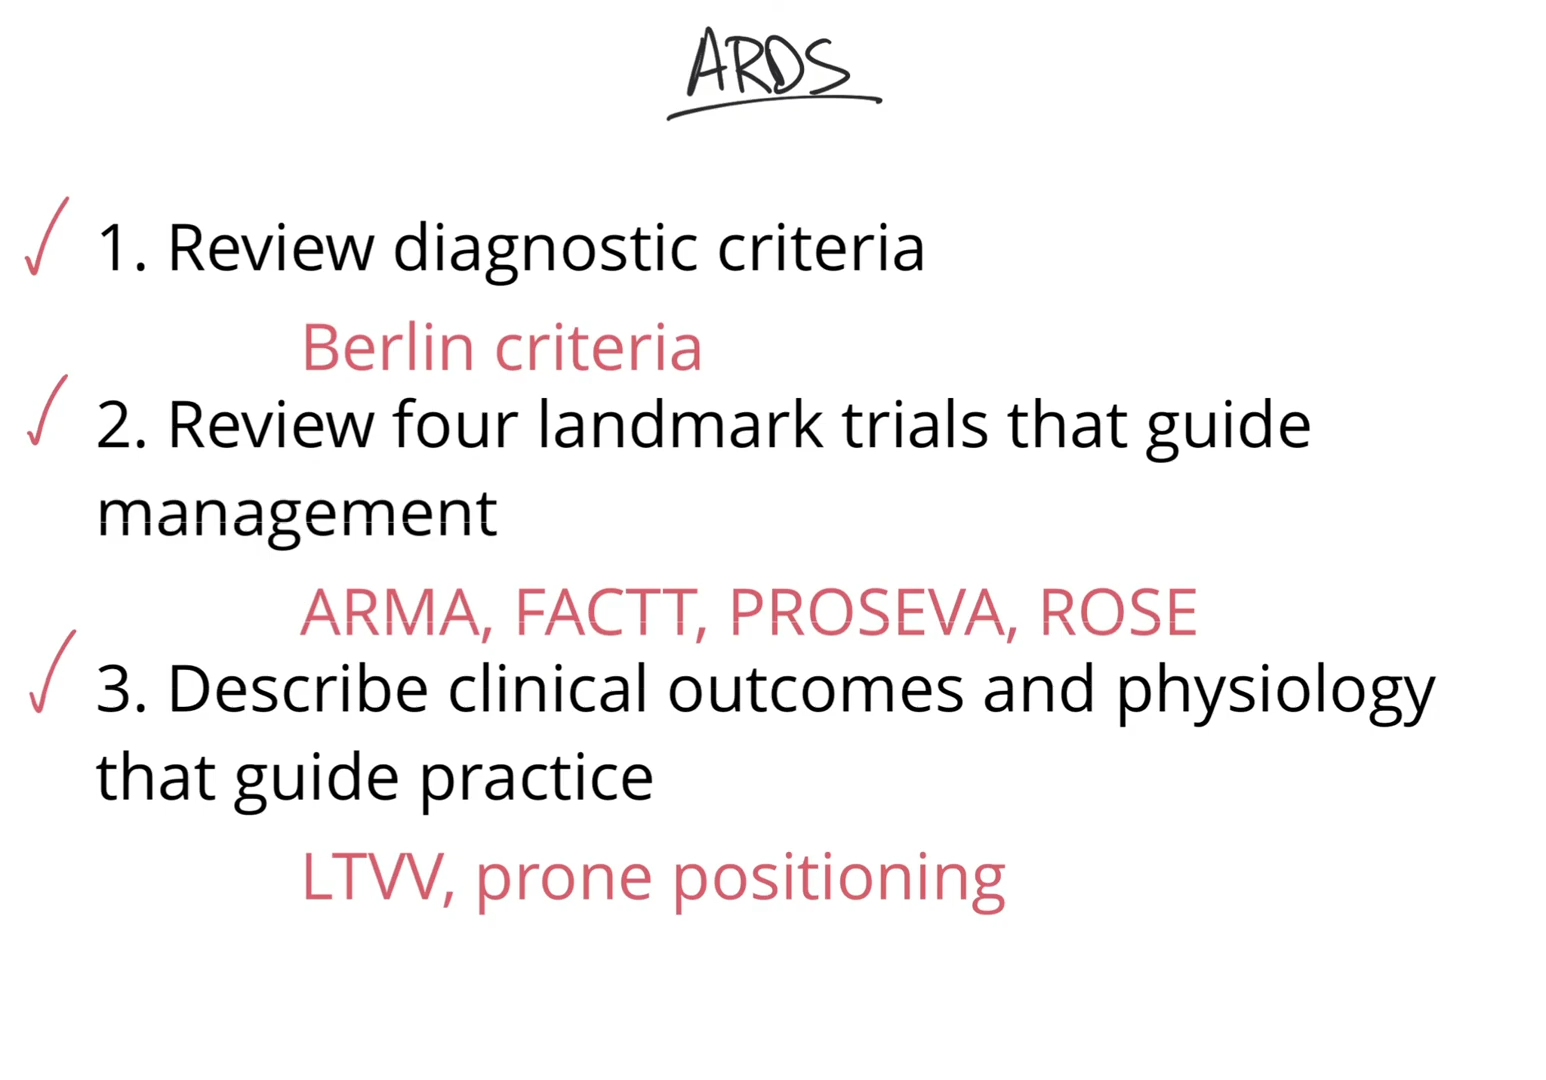 ARDS
1. Review diagnostic criteria
Berlin criteria
2. Review four landmark trials that guide
management
ARMA, FACTT, PROSEVA, ROSE
3. Describe clinical outcomes and physiology
that guide practice
LTVV, prone positioning